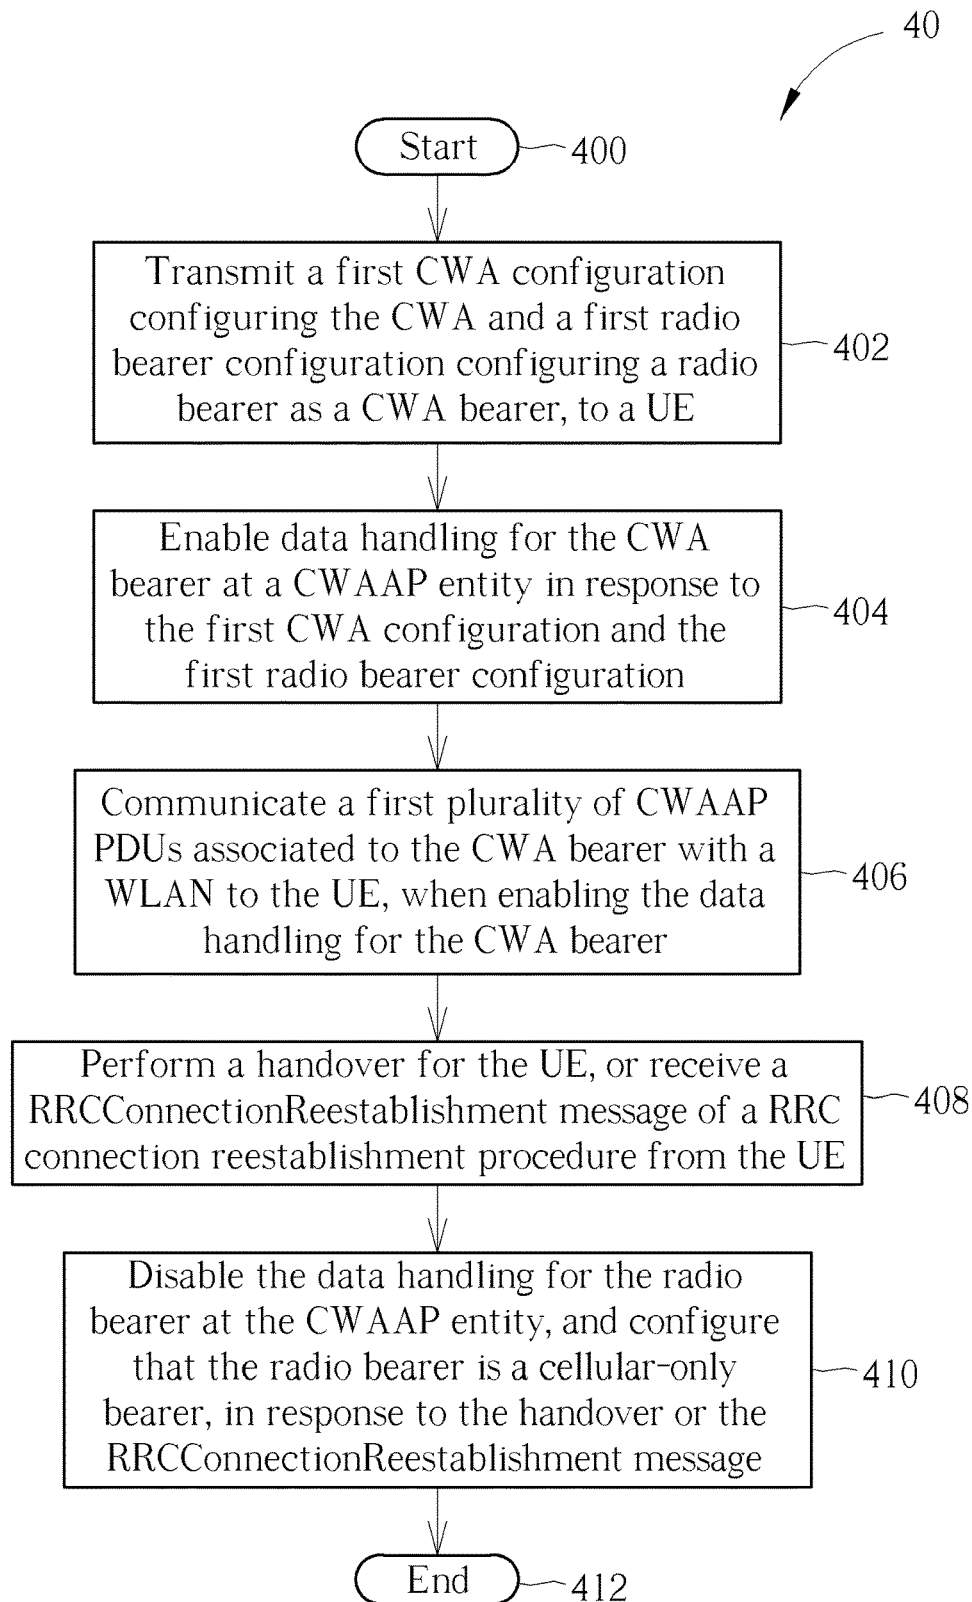 40
Start
400
Transmit a first CWA configuration
configuring the CWA and a first radio
bearer configuration configuring a radio
bearer as a CWA bearer, to a UE
402
Enable data handling for the CWA
bearer at a CWAAP entity in response to
the first CWA configuration and the
first radio bearer configuration
404
Communicate a first plurality of CWAAP
PDUs associated to the CWA bearer with a
WLAN to the UE, when enabling the data
handling for the CWA bearer
406
Perform a handover for the UE, or receive a
RRCConnectionReestablishment message of a RRC
connection reestablishment procedure from the UE
408
Disable the data handling for the radio
bearer at the CWAAP entity, and configure
that the radio bearer is a cellular-only
bearer, in response to the handover or the
RRCConnectionReestablishment message
410
End
412